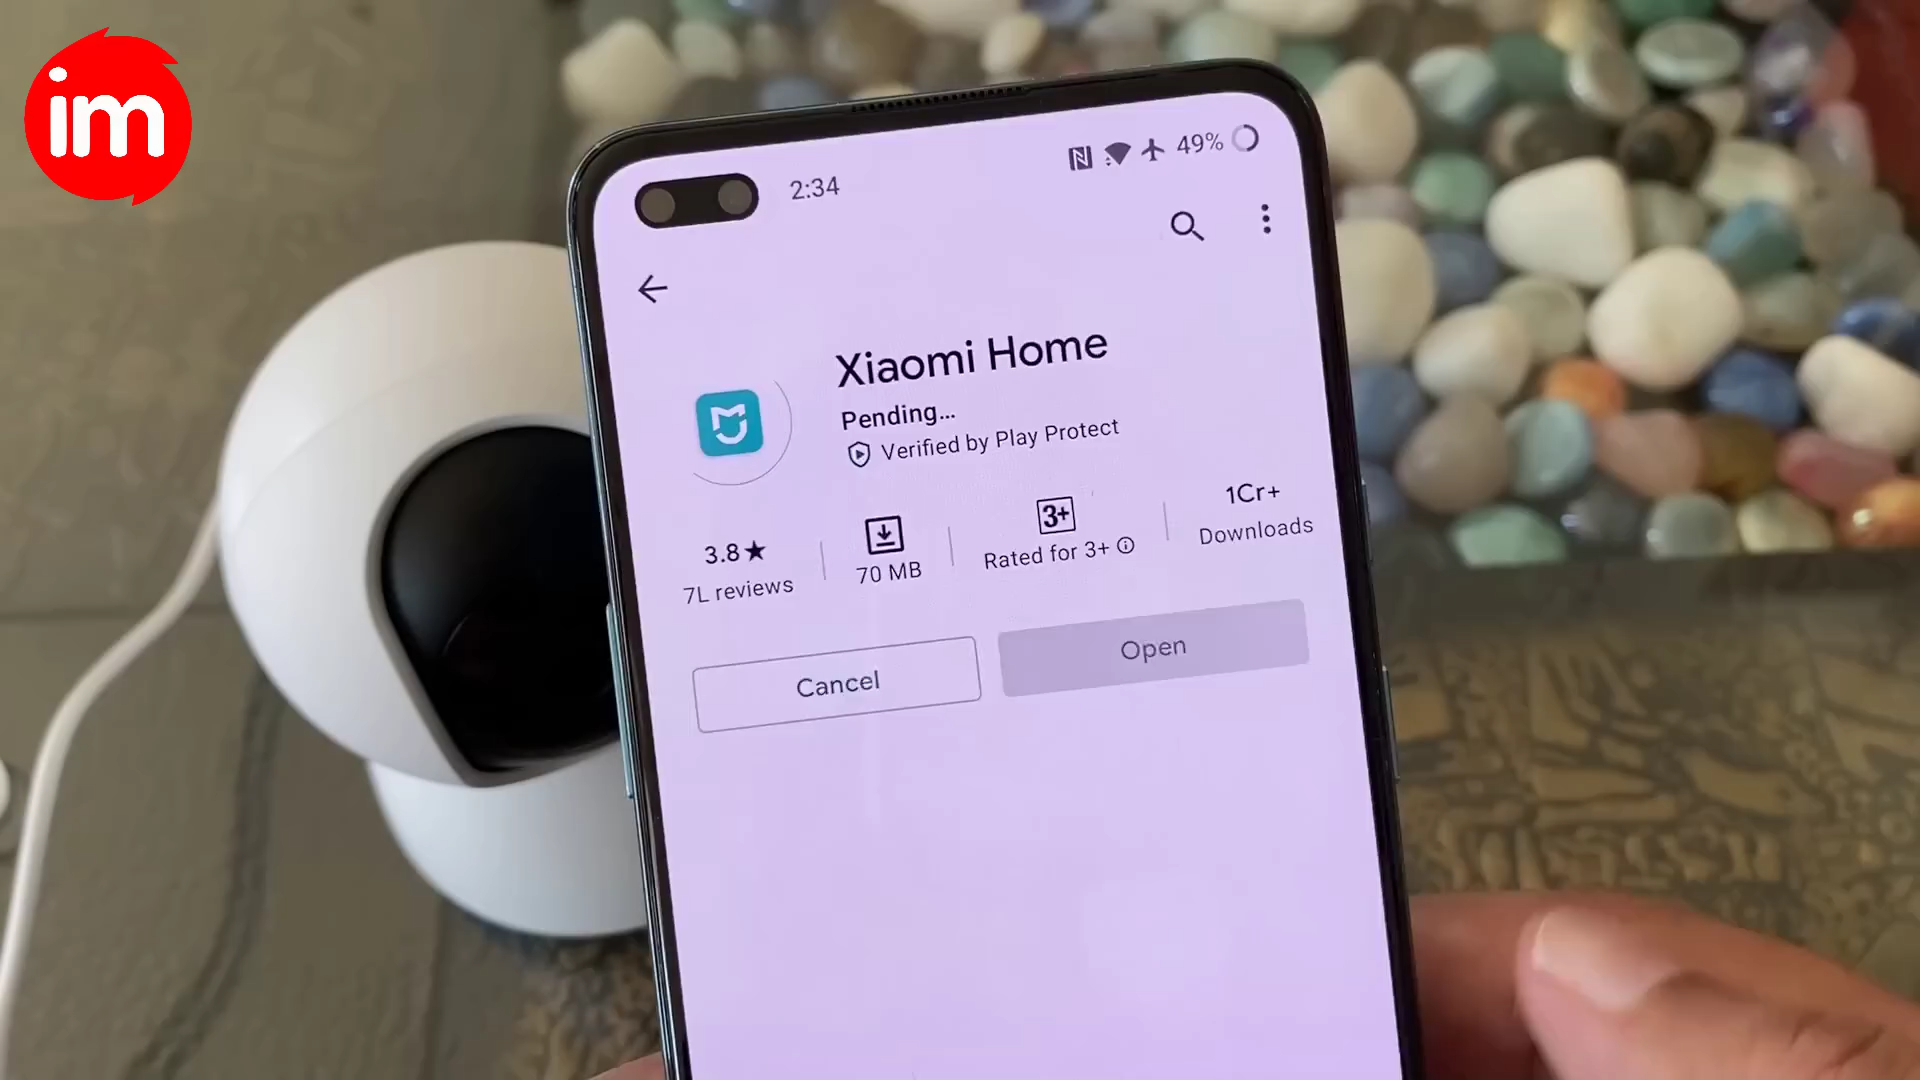 im
2:34
49%
Xiaomi Home
Pending...
Verified by Play Protect
3.8★
7L reviews
70 MB
3+
Rated for 3+
1Cr+
Downloads
Cancel
Open